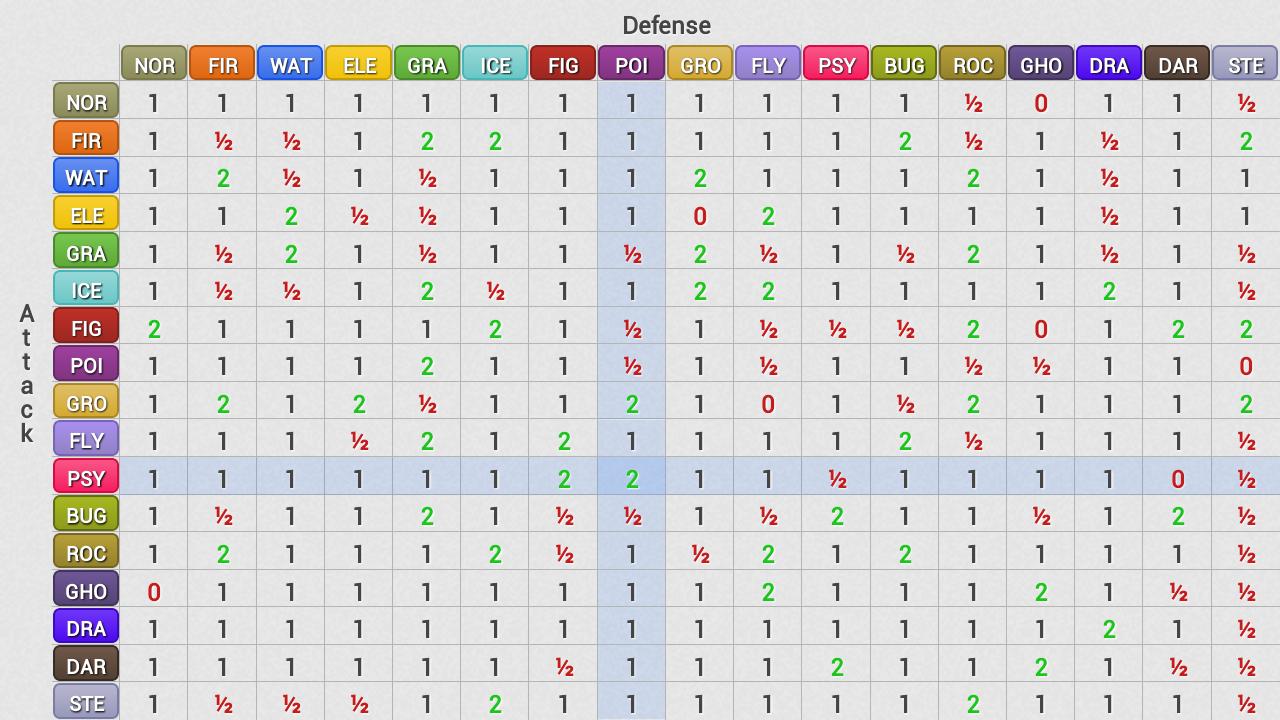 Defense
NOR FIR WAT ELE GRA ICE FIG POI GRO FLY PSY BUG ROC GHO DRA DAR STE
Attack
NOR 1 1 1 1 1 1 1 1 1 1 1 1 ½ 0 1 1 ½
FIR 1 ½ ½ 1 2 2 1 1 1 1 1 2 ½ 1 ½ 1 2
WAT 1 2 ½ 1 ½ 1 1 1 2 1 1 1 2 1 ½ 1 1
ELE 1 1 2 ½ ½ 1 1 1 0 2 1 1 1 1 ½ 1 1
GRA 1 ½ 2 1 ½ 1 1 ½ 2 ½ 1 ½ 2 1 ½ 1 ½
ICE 1 ½ ½ 1 2 ½ 1 1 2 2 1 1 1 1 2 1 ½
FIG 2 1 1 1 1 2 1 ½ 1 ½ ½ ½ 2 0 1 2 2
POI 1 1 1 1 2 1 1 ½ 1 ½ 1 1 ½ ½ 1 1 0
GRO 1 2 1 2 ½ 1 1 2 1 0 1 ½ 2 1 1 1 2
FLY 1 1 1 ½ 2 1 2 1 1 1 1 2 ½ 1 1 1 ½
PSY 1 1 1 1 1 1 2 2 1 1 ½ 1 1 1 1 0 ½
BUG 1 ½ 1 1 2 1 ½ ½ 1 ½ 2 1 1 ½ 1 2 ½
ROC 1 2 1 1 1 2 ½ 1 ½ 2 1 2 1 1 1 1 ½
GHO 0 1 1 1 1 1 1 1 1 2 1 1 1 2 1 ½ ½
DRA 1 1 1 1 1 1 1 1 1 1 1 1 1 1 2 1 ½
DAR 1 1 1 1 1 1 ½ 1 1 1 2 1 1 2 1 ½ ½
STE 1 ½ ½ ½ 1 2 1 1 1 1 1 1 2 1 1 1 ½